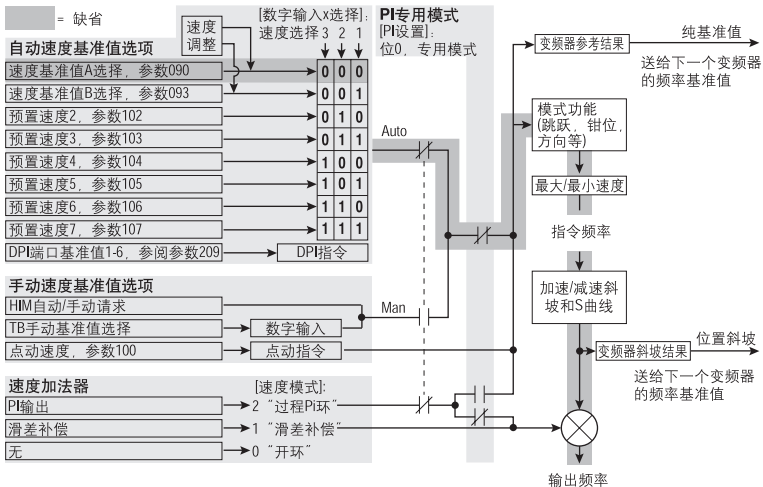 = 缺省
自动速度基准值选项
速度
调整
[数字输入x选择]:
速度选择 3 2 1
PI专用模式
[PI设置]:
位0，专用模式
速度基准值A选择，参数090
0 0 0
速度基准值B选择，参数093
0 0 1
预置速度2，参数102
0 1 0
预置速度3，参数103
0 1 1
预置速度4，参数104
1 0 0
预置速度5，参数105
1 0 1
预置速度6，参数106
1 1 0
预置速度7，参数107
1 1 1
DPI端口基准值1-6，参阅参数209
DPI指令
Auto
手动速度基准值选项
HIM自动/手动请求
TB手动基准值选择
数字输入
点动速度，参数100
点动指令
Man
速度加法器
[速度模式]:
PI输出
2 “过程Pi环”
滑差补偿
1 “滑差补偿”
无
0 “开环”
变频器参考结果
纯基准值
送给下一个变频器
的频率基准值
模式功能
(跳跃，钳位，
方向等)
最大/最小速度
指令频率
加速/减速斜
坡和S曲线
变频器斜坡结果
位置斜坡
送给下一个变频器
的频率基准值
输出频率